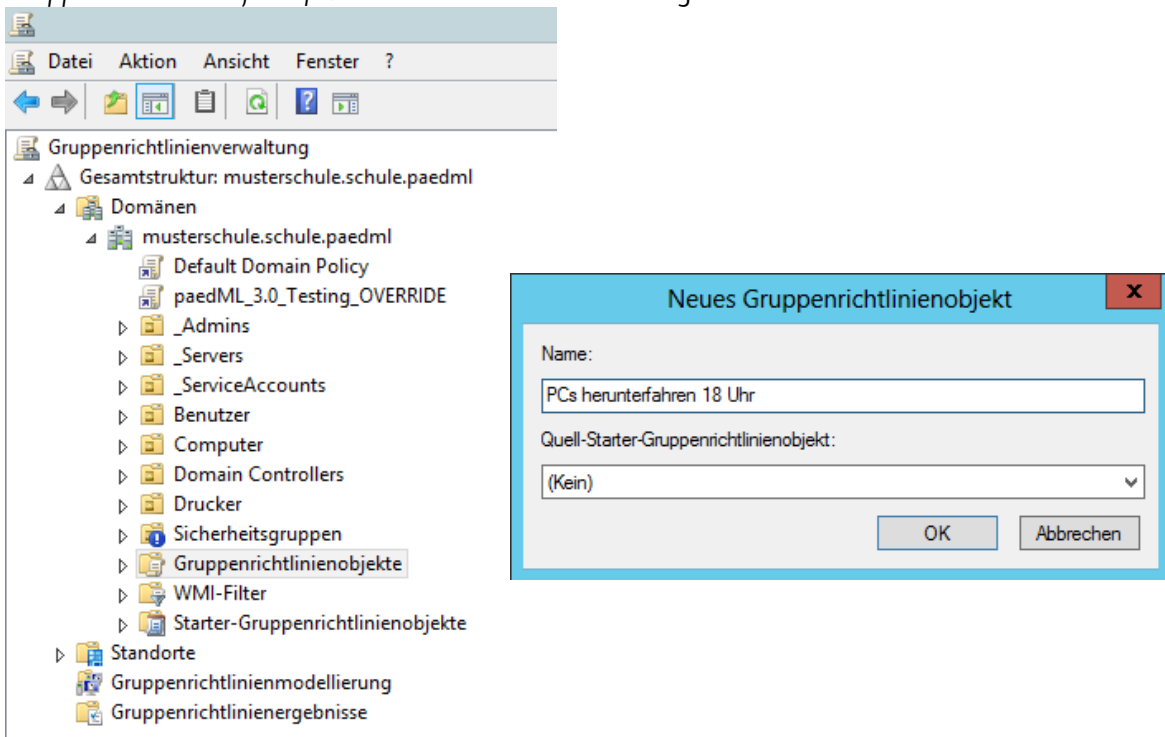 Datei Aktion Ansicht Fenster ?
Gruppenrichtlinienverwaltung
Gesamtstruktur: musterschule.schule.paedml
Domänen
musterschule.schule.paedml
Default Domain Policy
paedML_3.0_Testing_OVERRIDE
_Admins
_Servers
_ServiceAccounts
Benutzer
Computer
Domain Controllers
Drucker
Sicherheitsgruppen
Gruppenrichtlinienobjekte
WMI-Filter
Starter-Gruppenrichtlinienobjekte
Standorte
Gruppenrichtlinienmodellierung
Gruppenrichtlinienergebnisse
Neues Gruppenrichtlinienobjekt
x
Name:
PCs herunterfahren 18 Uhr
Quell-Starter-Gruppenrichtlinienobjekt:
(Kein)
OK Abbrechen